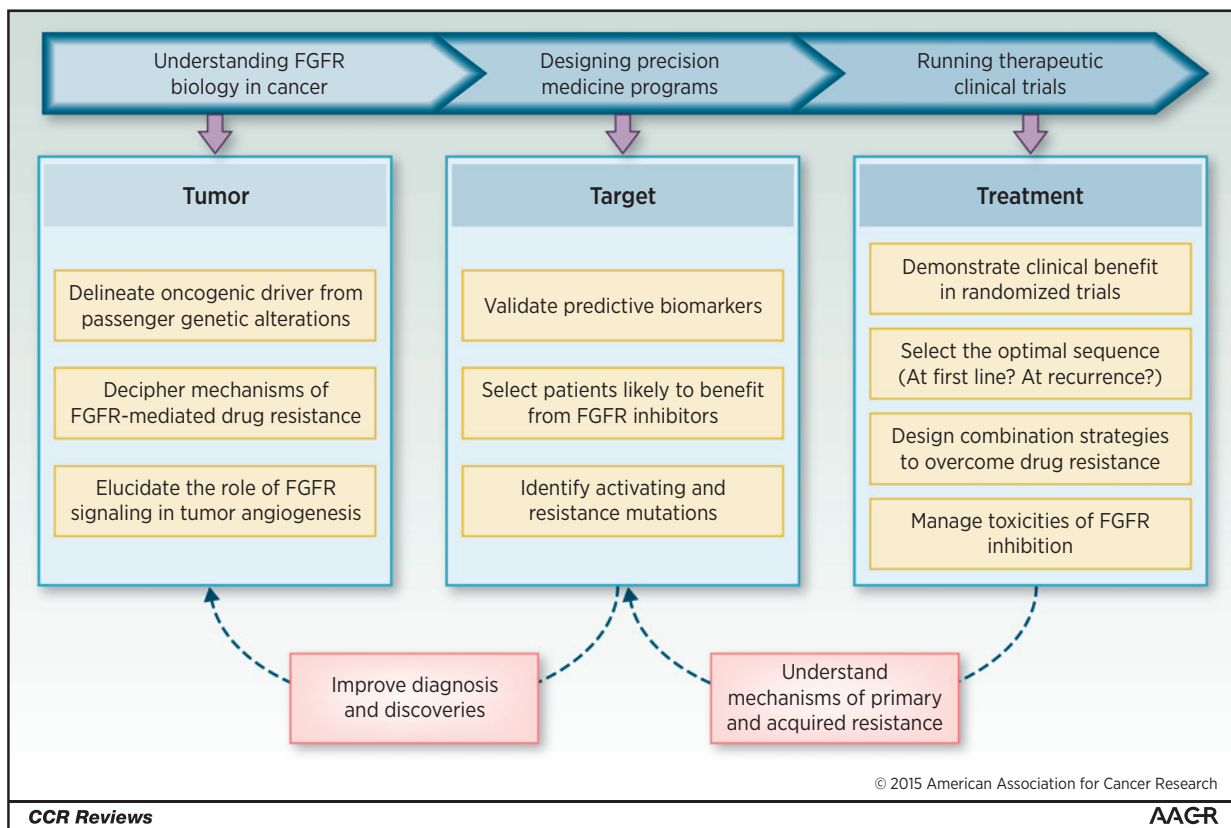 Understanding FGFR
biology in cancer
Designing precision
medicine programs
Running therapeutic
clinical trials
Tumor
Delineate oncogenic driver from
passenger genetic alterations
Decipher mechanisms of
FGFR-mediated drug resistance
Elucidate the role of FGFR
signaling in tumor angiogenesis
Target
Validate predictive biomarkers
Select patients likely to benefit
from FGFR inhibitors
Identify activating and
resistance mutations
Treatment
Demonstrate clinical benefit
in randomized trials
Select the optimal sequence
(At first line? At recurrence?)
Design combination strategies
to overcome drug resistance
Manage toxicities of FGFR
inhibition
Improve diagnosis
and discoveries
Understand
mechanisms of primary
and acquired resistance
© 2015 American Association for Cancer Research
CCR Reviews
AACR